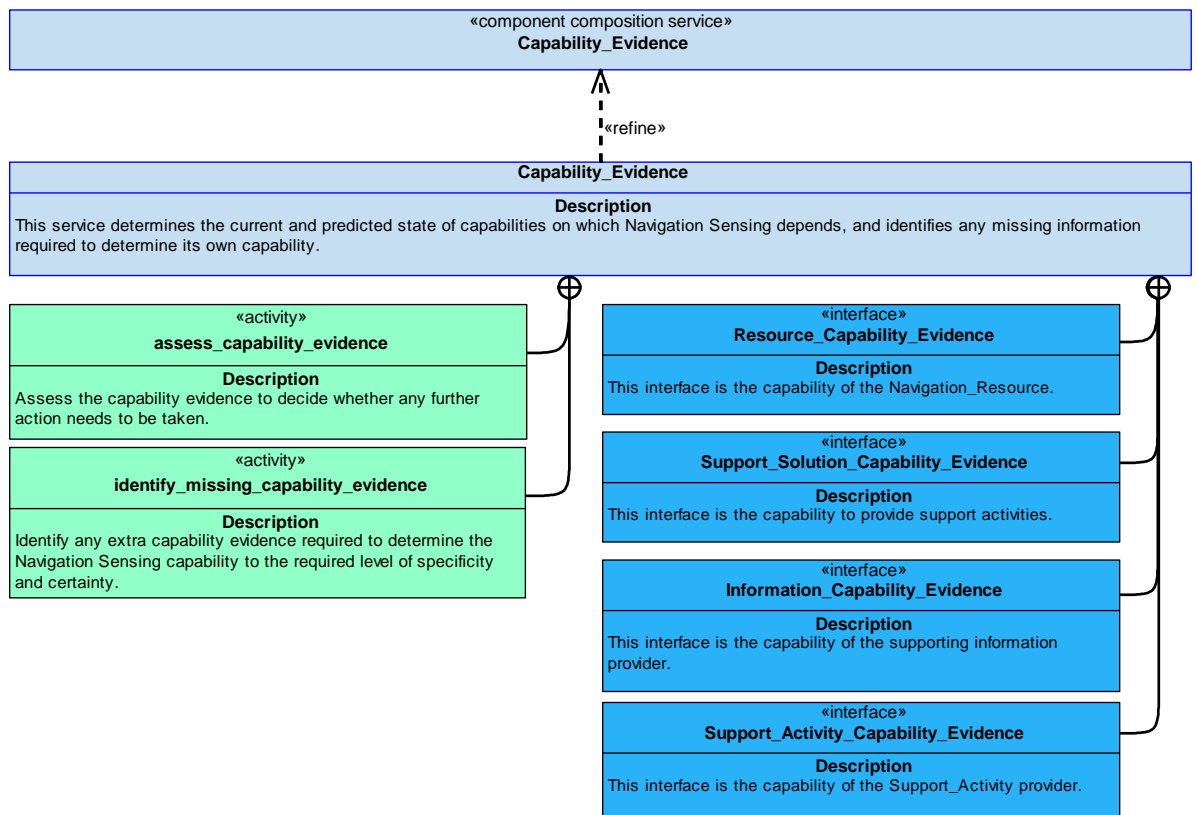 «component composition service»
Capability_Evidence
«refine»
Capability_Evidence
Description
This service determines the current and predicted state of capabilities on which Navigation Sensing depends, and identifies any missing information
required to determine its own capability.
«activity»
assess_capability_evidence
Description
Assess the capability evidence to decide whether any further
action needs to be taken.
«activity»
identify_missing_capability_evidence
Description
Identify any extra capability evidence required to determine the
Navigation Sensing capability to the required level of specificity
and certainty.
«interface»
Resource_Capability_Evidence
Description
This interface is the capability of the Navigation_Resource.
«interface»
Support_Solution_Capability_Evidence
Description
This interface is the capability to provide support activities.
«interface»
Information_Capability_Evidence
Description
This interface is the capability of the supporting information
provider.
«interface»
Support_Activity_Capability_Evidence
Description
This interface is the capability of the Support_Activity provider.